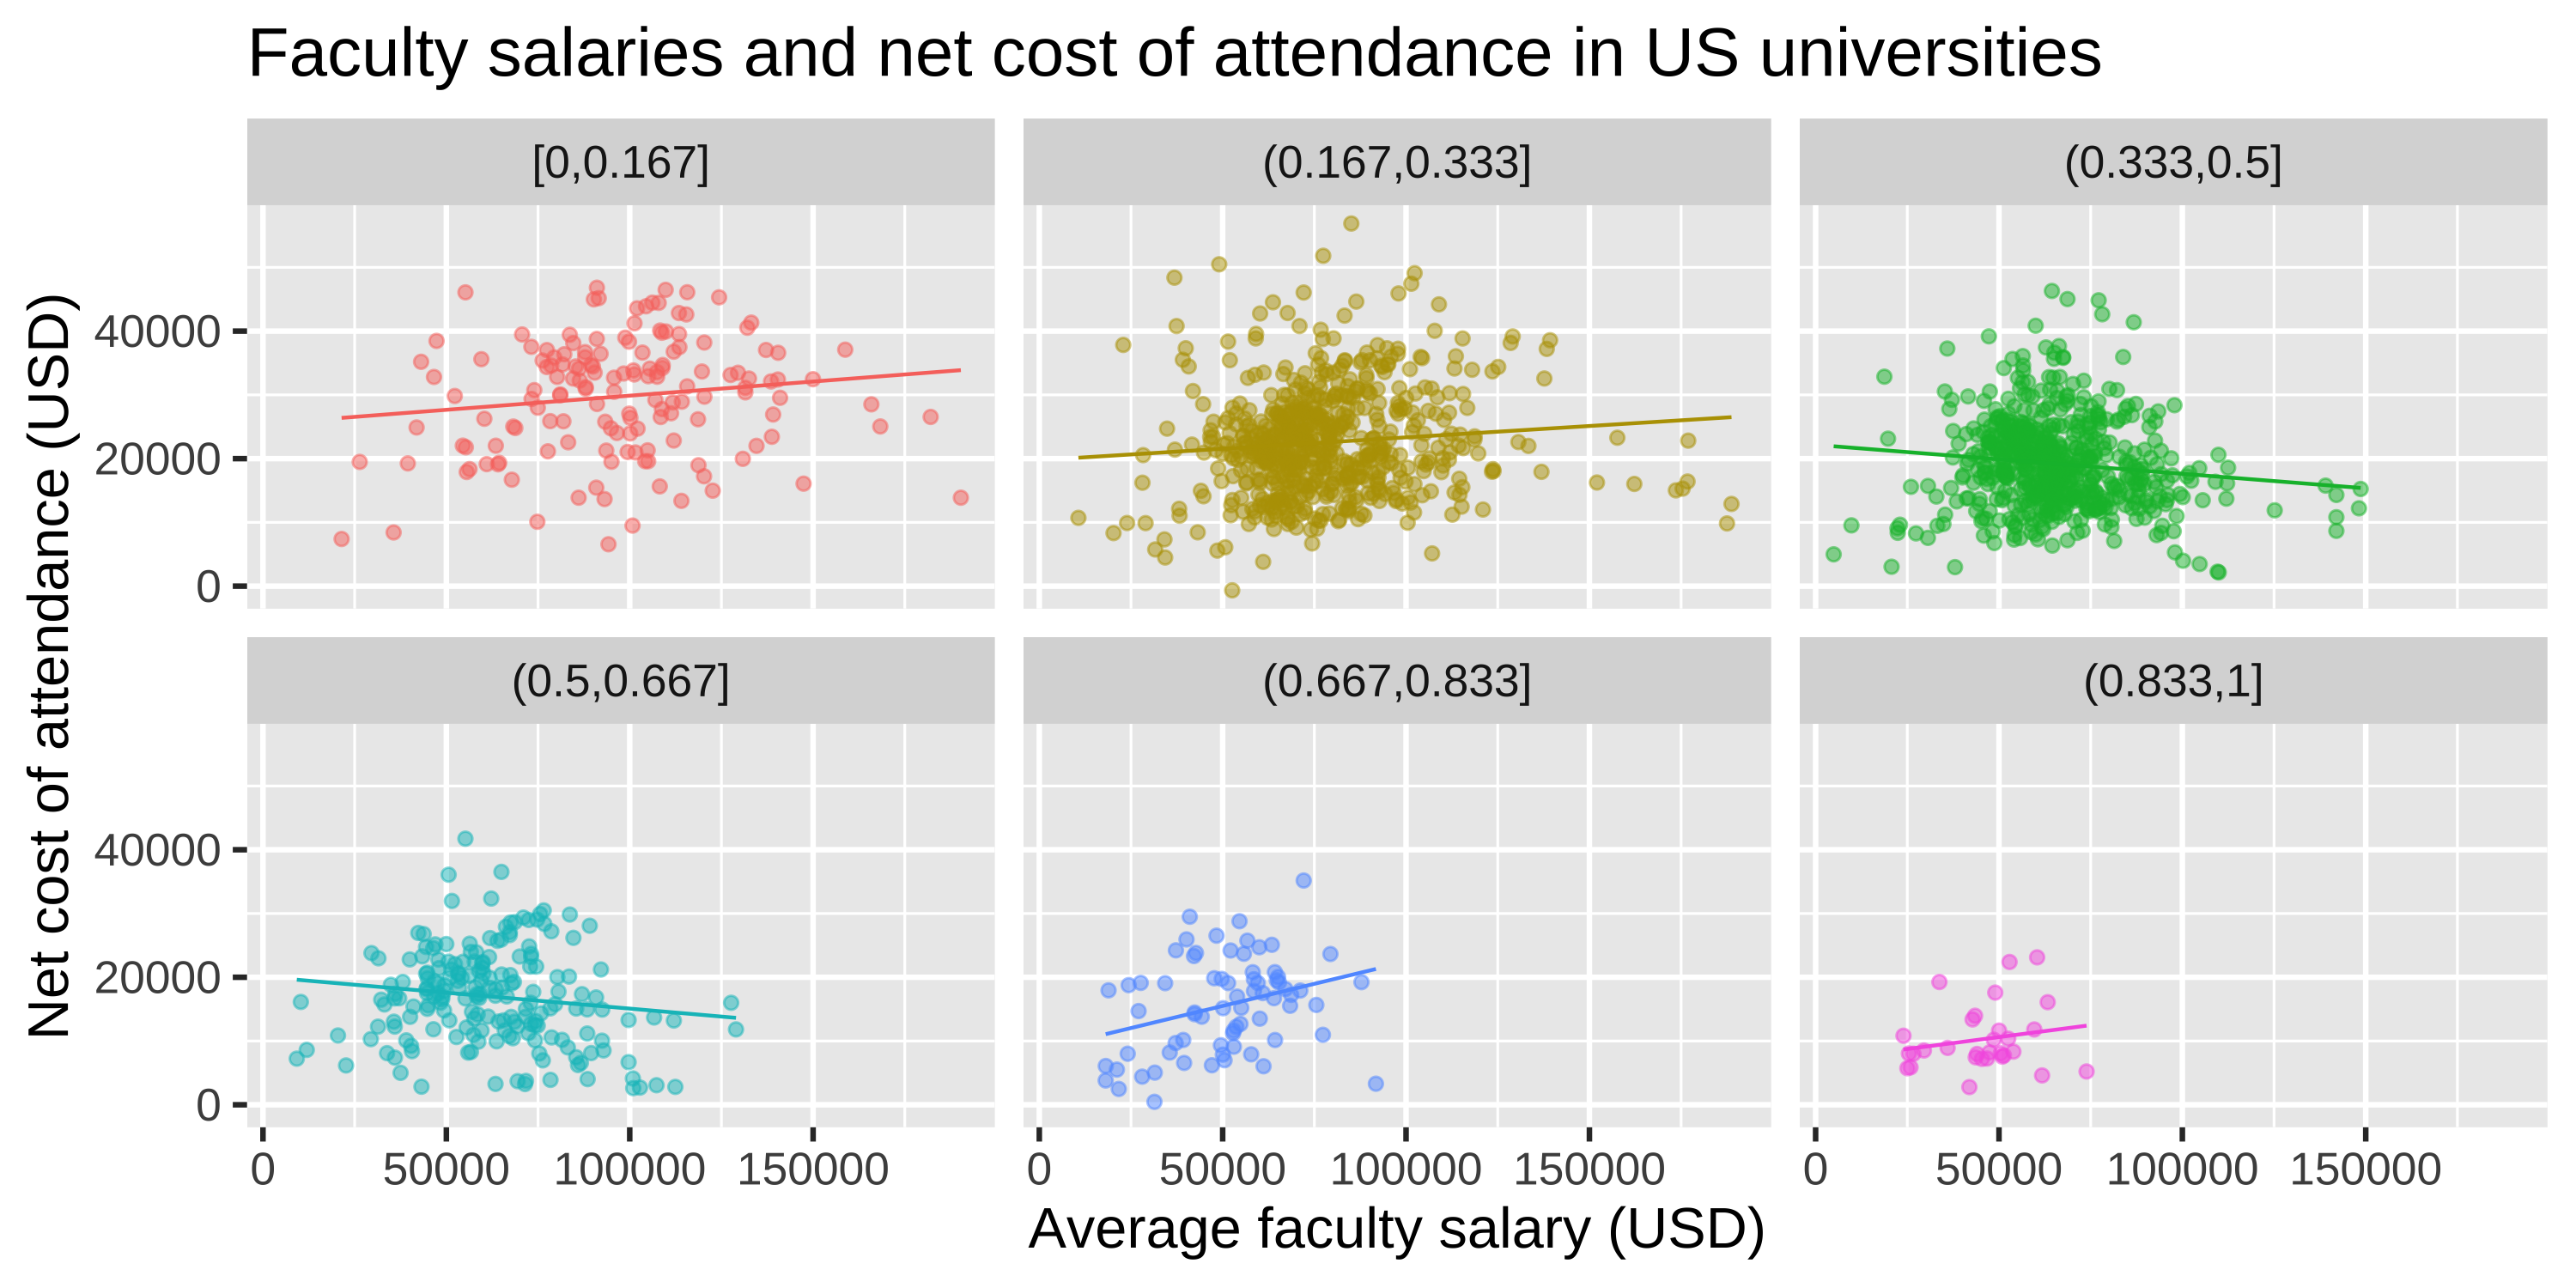 Faculty salaries and net cost of attendance in US universities
[0,0.167]
(0.167,0.333]
(0.333,0.5]
40000
20000
0
(0.5,0.667]
(0.667,0.833]
(0.833,1]
40000
20000
0
Net cost of attendance (USD)
0 50000 100000 150000
0 50000 100000 150000
0 50000 100000 150000
Average faculty salary (USD)